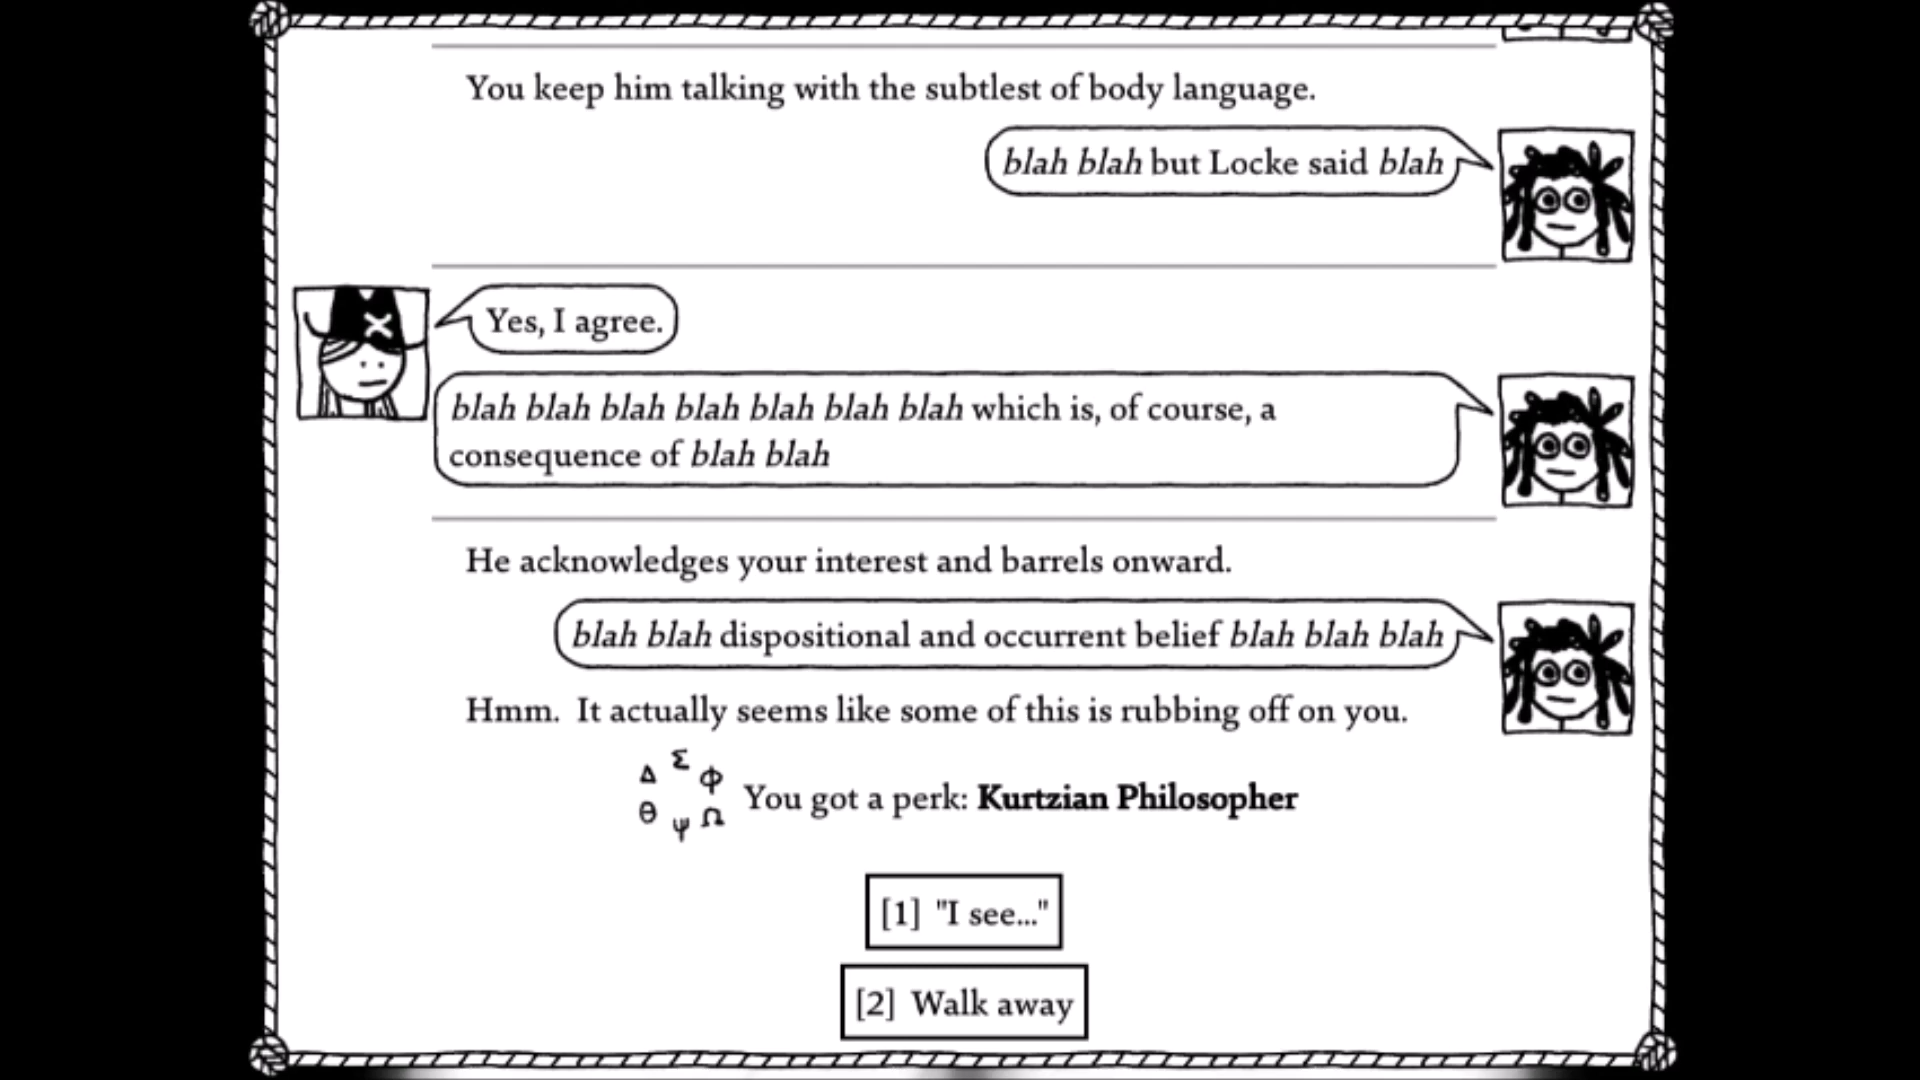 You keep him talking with the subtlest of body language.
blah blah but Locke said blah
Yes, I agree.
blah blah blah blah blah blah blah which is, of course, a
consequence of blah blah
He acknowledges your interest and barrels onward.
blah blah dispositional and occurrent belief blah blah blah
Hmm. It actually seems like some of this is rubbing off on you.
Δ Σ Φ
θ Ψ Ω
You got a perk: Kurtzian Philosopher
[1] "I see..."
[2] Walk away